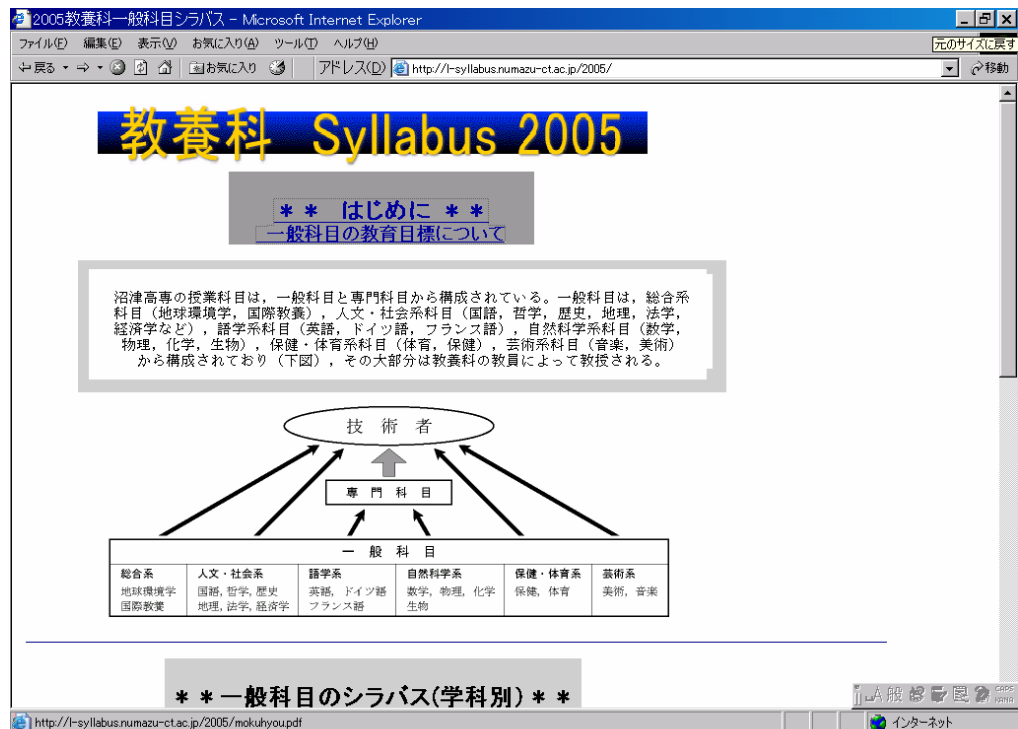 2005教養科一般科目シラバス - Microsoft Internet Explorer
ファイル(F) 編集(E) 表示(V) お気に入り(A) ツール(T) ヘルプ(H)
元のサイズに戻す
戻る お気に入り アドレス(D) http://l-syllabus.numazu-ct.ac.jp/2005/ 移動
教養科 Syllabus 2005
＊＊ はじめに ＊＊
一般科目の教育目標について
沼津高専の授業科目は，一般科目と専門科目から構成されている。一般科目は，総合系
科目（地球環境学，国際教養），人文・社会系科目（国語，哲学，歴史，地理，法学，
経済学など），語学系科目（英語，ドイツ語，フランス語），自然科学系科目（数学，
物理，化学，生物），保健・体育系科目（体育，保健），芸術系科目（音楽，美術）
から構成されており（下図），その大部分は教養科の教員によって教授される。
技 術 者
専 門 科 目
一 般 科 目
総合系 人文・社会系 語学系 自然科学系 保健・体育系 芸術系
地球環境学 国語，哲学，歴史 英語，ドイツ語 数学，物理，化学 保健，体育 美術，音楽
国際教養 地理，法学，経済学 フランス語 生物
＊＊一般科目のシラバス(学科別)＊＊
A 般 CAPS
KANA
http://l-syllabus.numazu-ct.ac.jp/2005/mokuhyou.pdf インターネット